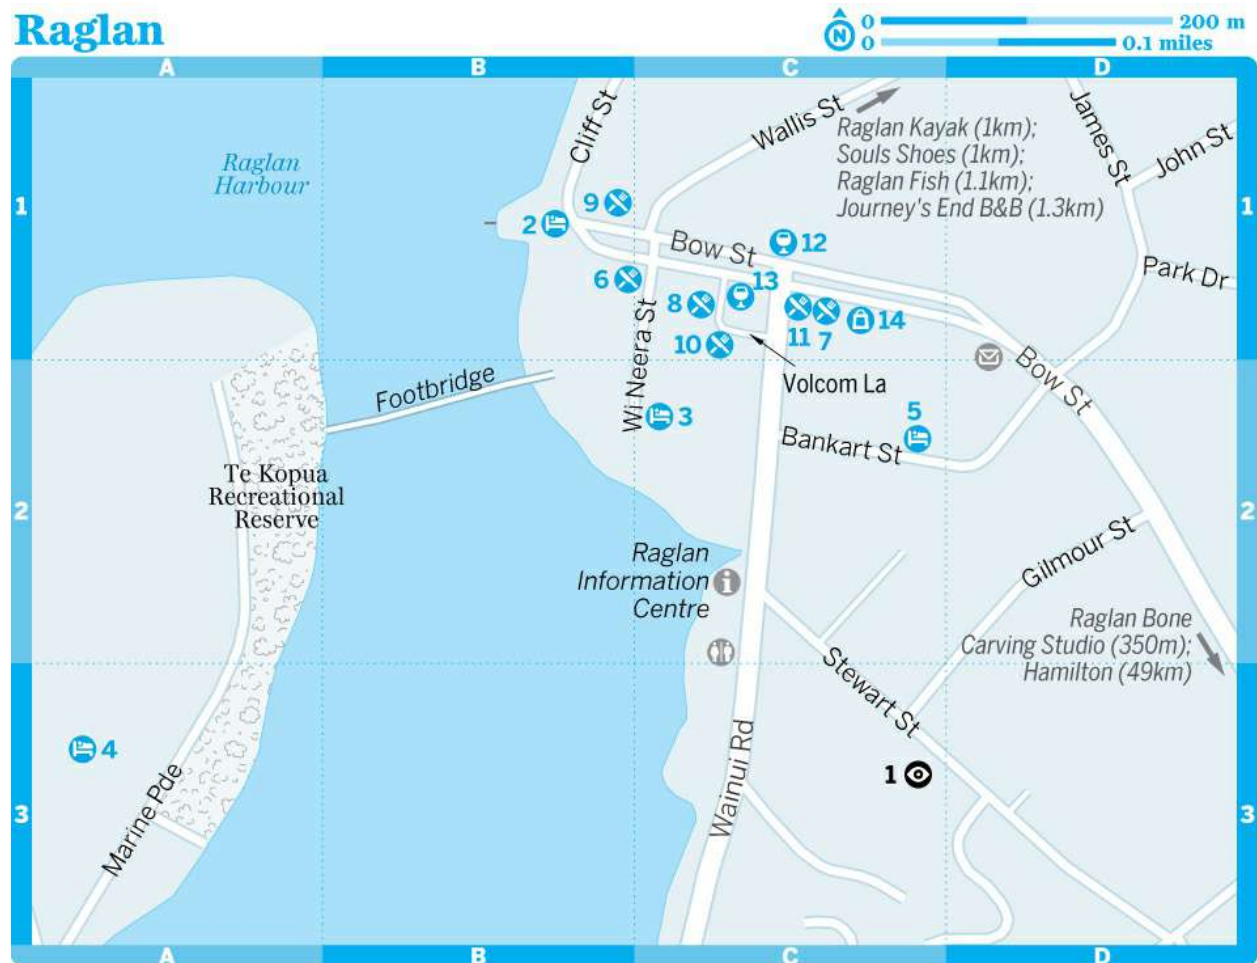 Raglan
N
0 200 m
0 0.1 miles
A B C D
1 1
2 2
3 3
A B C D
Cliff St
Wallis St
Raglan Kayak (1km);
Souls Shoes (1km);
Raglan Fish (1.1km);
Journey's End B&B (1.3km)
James St
John St
Raglan
Harbour
2
9
Bow St
12
Park Dr
6
8
13
10
11
7
14
Wi Neera St
Volcom La
Bow St
Footbridge
3
5
Bankart St
Te Kopua
Recreational
Reserve
Gilmour St
Raglan
Information
Centre
i
Raglan Bone
Carving Studio (350m);
Hamilton (49km)
Stewart St
4
Wainui Rd
1
Marine Pde